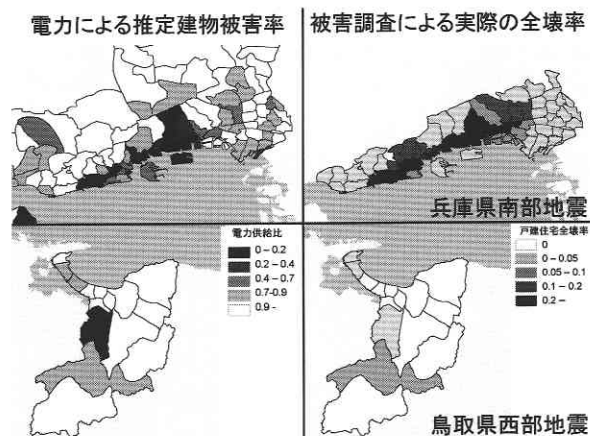 電力による推定建物被害率
被害調査による実際の全壊率
兵庫県南部地震
電力供給比
0 – 0.2
0.2 – 0.4
0.4 – 0.7
0.7-0.9
0.9 -
戸建住宅全壊率
0
0 – 0.05
0.05 – 0.1
0.1 – 0.2
0.2 –
鳥取県西部地震